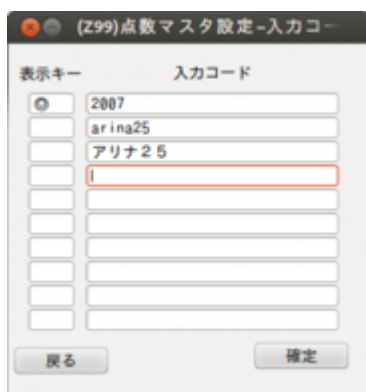 (Z99)点数マスタ設定-入力コー
表示キー 入力コード
◎ 2007
arina25
アリナ25
戻る 確定